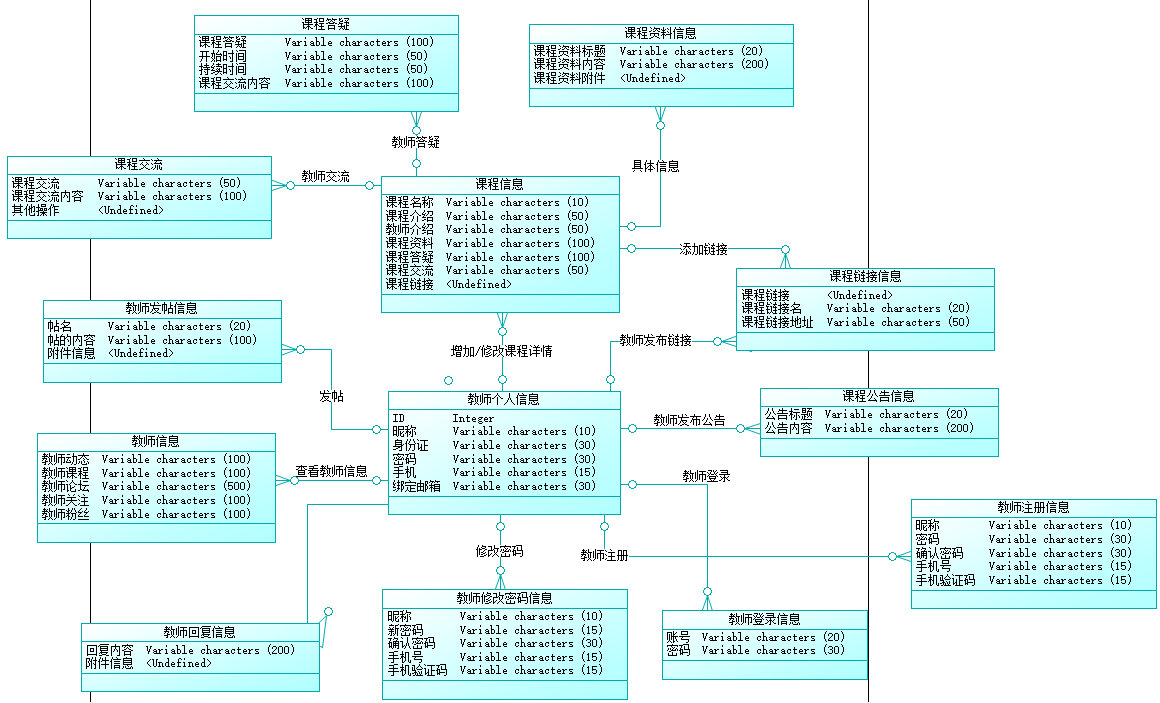 课程答疑
课程答疑 Variable characters (100)
开始时间 Variable characters (50)
持续时间 Variable characters (50)
课程交流内容 Variable characters (100)
课程资料信息
课程资料标题 Variable characters (20)
课程资料内容 Variable characters (200)
课程资料附件 <Undefined>
教师答疑
具体信息
课程交流
课程交流 Variable characters (50)
课程交流内容 Variable characters (100)
其他操作 <Undefined>
教师交流
课程信息
课程名称 Variable characters (10)
课程介绍 Variable characters (50)
教师介绍 Variable characters (50)
课程资料 Variable characters (100)
课程答疑 Variable characters (100)
课程交流 Variable characters (50)
课程链接 <Undefined>
添加链接
课程链接信息
课程链接 <Undefined>
课程链接名 Variable characters (20)
课程链接地址 Variable characters (50)
教师发帖信息
帖名 Variable characters (20)
帖的内容 Variable characters (100)
附件信息 <Undefined>
增加/修改课程详情
教师发布链接
发帖
教师个人信息
ID Integer
昵称 Variable characters (10)
身份证 Variable characters (30)
密码 Variable characters (30)
手机 Variable characters (15)
绑定邮箱 Variable characters (30)
教师发布公告
课程公告信息
公告标题 Variable characters (20)
公告内容 Variable characters (200)
教师信息
教师动态 Variable characters (100)
教师课程 Variable characters (100)
教师论坛 Variable characters (500)
教师关注 Variable characters (100)
教师粉丝 Variable characters (100)
查看教师信息
教师登录
教师注册信息
昵称 Variable characters (10)
密码 Variable characters (30)
确认密码 Variable characters (30)
手机号 Variable characters (15)
手机验证码 Variable characters (15)
修改密码
教师注册
教师修改密码信息
昵称 Variable characters (10)
新密码 Variable characters (15)
确认密码 Variable characters (30)
手机号 Variable characters (15)
手机验证码 Variable characters (15)
教师登录信息
账号 Variable characters (20)
密码 Variable characters (30)
教师回复信息
回复内容 Variable characters (200)
附件信息 <Undefined>